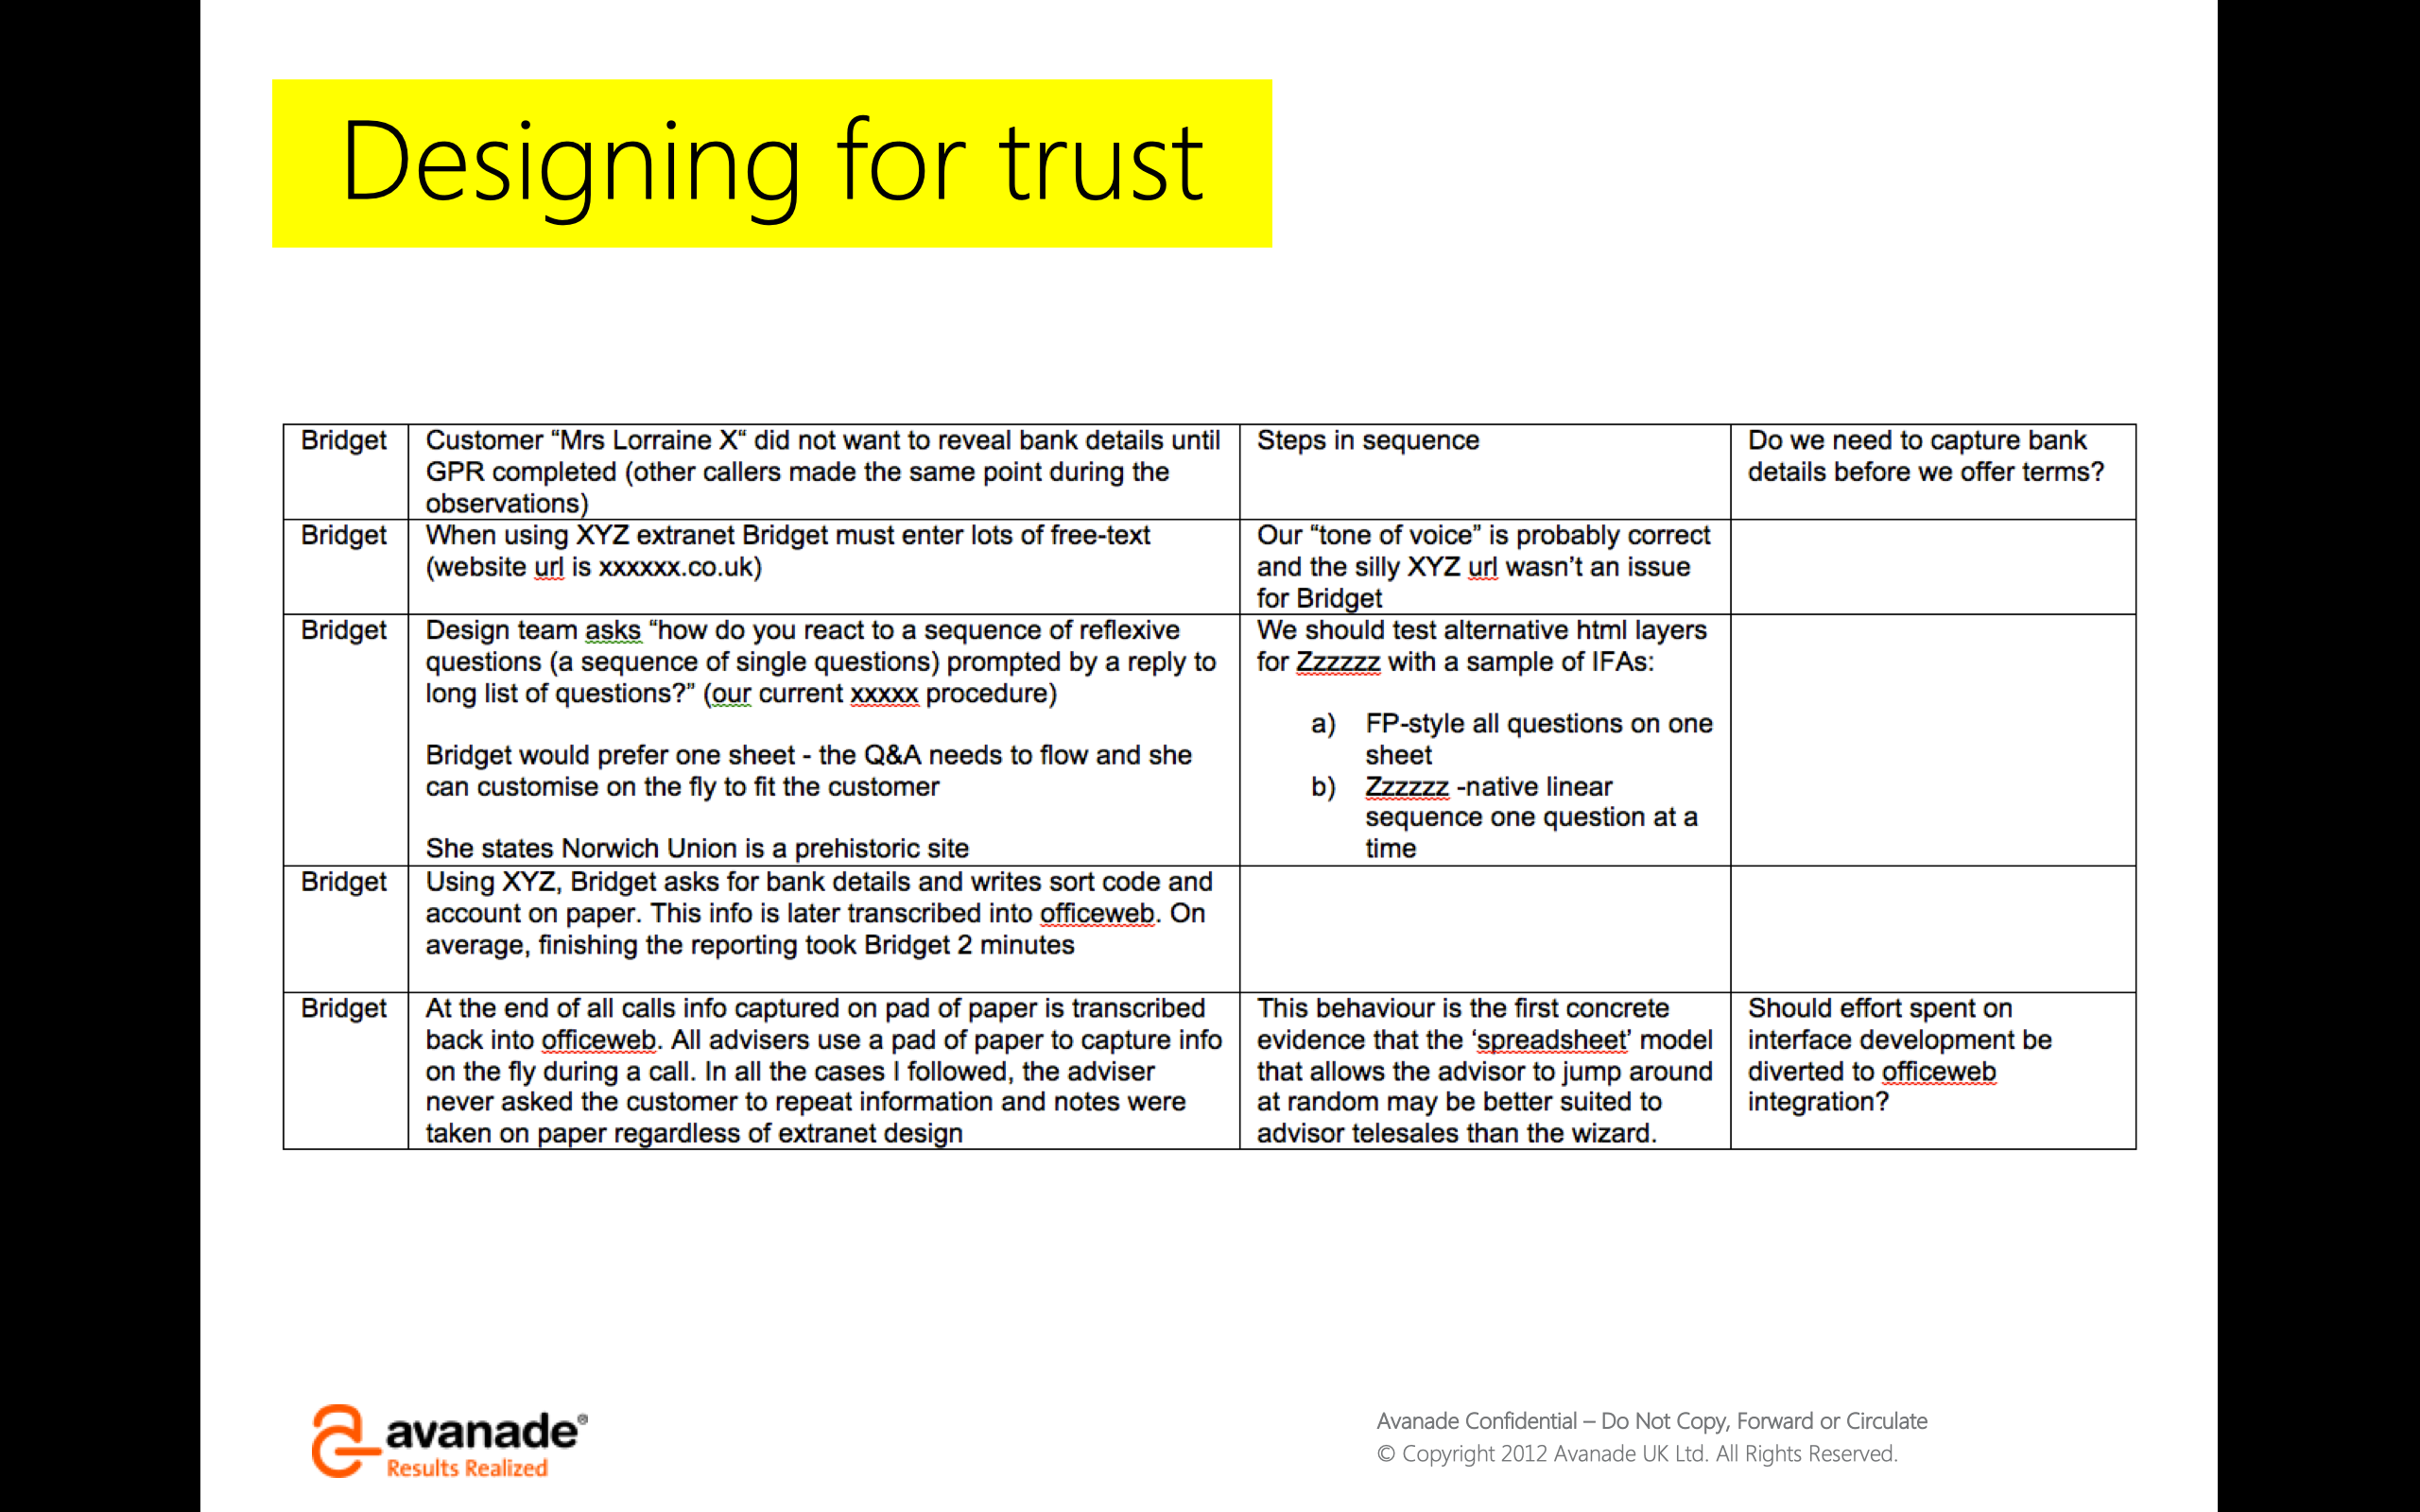 Designing for trust
Bridget
Customer “Mrs Lorraine X“ did not want to reveal bank details until
GPR completed (other callers made the same point during the
observations)
Steps in sequence
Do we need to capture bank
details before we offer terms?
Bridget
When using XYZ extranet Bridget must enter lots of free-text
(website url is xxxxxx.co.uk)
Our “tone of voice” is probably correct
and the silly XYZ url wasn’t an issue
for Bridget
Bridget
Design team asks “how do you react to a sequence of reflexive
questions (a sequence of single questions) prompted by a reply to
long list of questions?” (our current xxxxx procedure)
Bridget would prefer one sheet - the Q&A needs to flow and she
can customise on the fly to fit the customer
She states Norwich Union is a prehistoric site
We should test alternative html layers
for Zzzzzz with a sample of IFAs:
a) FP-style all questions on one
sheet
b) Zzzzzz -native linear
sequence one question at a
time
Bridget
Using XYZ, Bridget asks for bank details and writes sort code and
account on paper. This info is later transcribed into officeweb. On
average, finishing the reporting took Bridget 2 minutes
Bridget
At the end of all calls info captured on pad of paper is transcribed
back into officeweb. All advisers use a pad of paper to capture info
on the fly during a call. In all the cases I followed, the adviser
never asked the customer to repeat information and notes were
taken on paper regardless of extranet design
This behaviour is the first concrete
evidence that the ‘spreadsheet’ model
that allows the advisor to jump around
at random may be better suited to
advisor telesales than the wizard.
Should effort spent on
interface development be
diverted to officeweb
integration?
avanade®
Results Realized
Avanade Confidential – Do Not Copy, Forward or Circulate
© Copyright 2012 Avanade UK Ltd. All Rights Reserved.